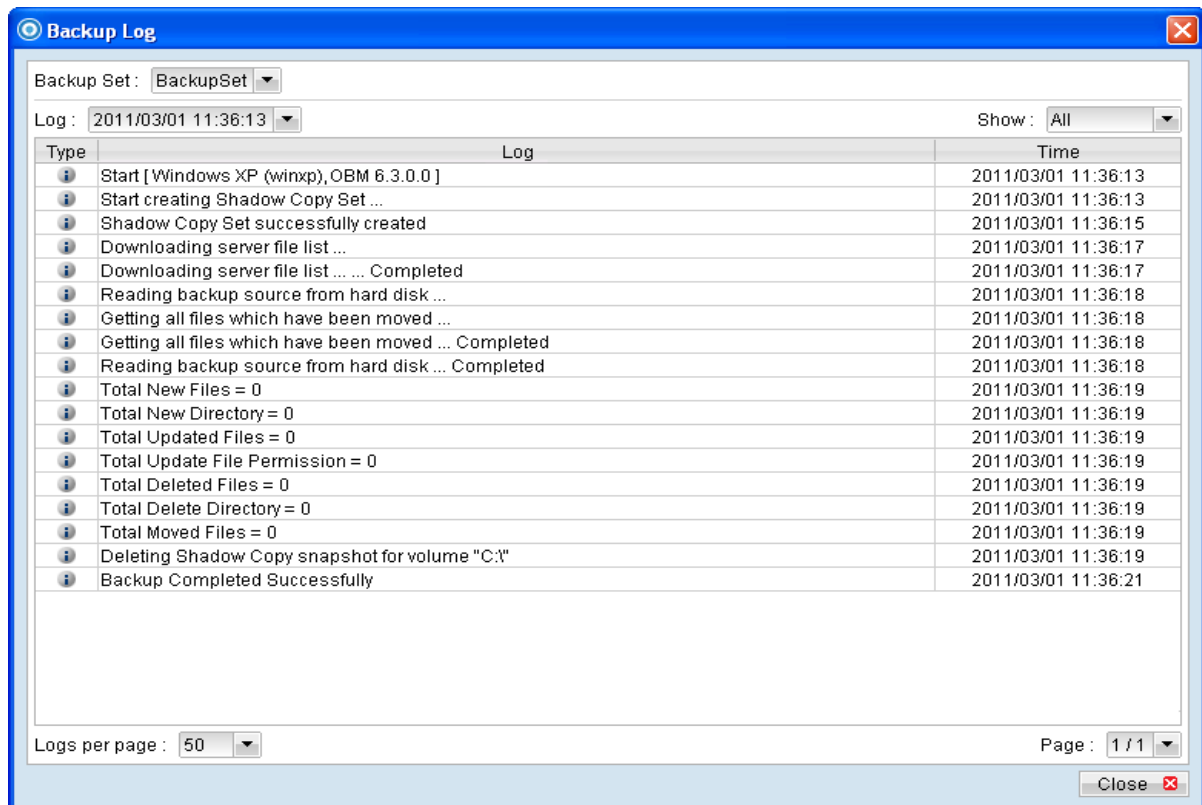 Backup Log
Backup Set : BackupSet
Log : 2011/03/01 11:36:13 Show : All
Type Log Time
Start [ Windows XP (winxp), OBM 6.3.0.0 ] 2011/03/01 11:36:13
Start creating Shadow Copy Set ... 2011/03/01 11:36:13
Shadow Copy Set successfully created 2011/03/01 11:36:15
Downloading server file list ... 2011/03/01 11:36:17
Downloading server file list ... ... Completed 2011/03/01 11:36:17
Reading backup source from hard disk ... 2011/03/01 11:36:18
Getting all files which have been moved ... 2011/03/01 11:36:18
Getting all files which have been moved ... Completed 2011/03/01 11:36:18
Reading backup source from hard disk ... Completed 2011/03/01 11:36:18
Total New Files = 0 2011/03/01 11:36:19
Total New Directory = 0 2011/03/01 11:36:19
Total Updated Files = 0 2011/03/01 11:36:19
Total Update File Permission = 0 2011/03/01 11:36:19
Total Deleted Files = 0 2011/03/01 11:36:19
Total Delete Directory = 0 2011/03/01 11:36:19
Total Moved Files = 0 2011/03/01 11:36:19
Deleting Shadow Copy snapshot for volume "C:\" 2011/03/01 11:36:19
Backup Completed Successfully 2011/03/01 11:36:21
Logs per page : 50 Page : 1 / 1
Close